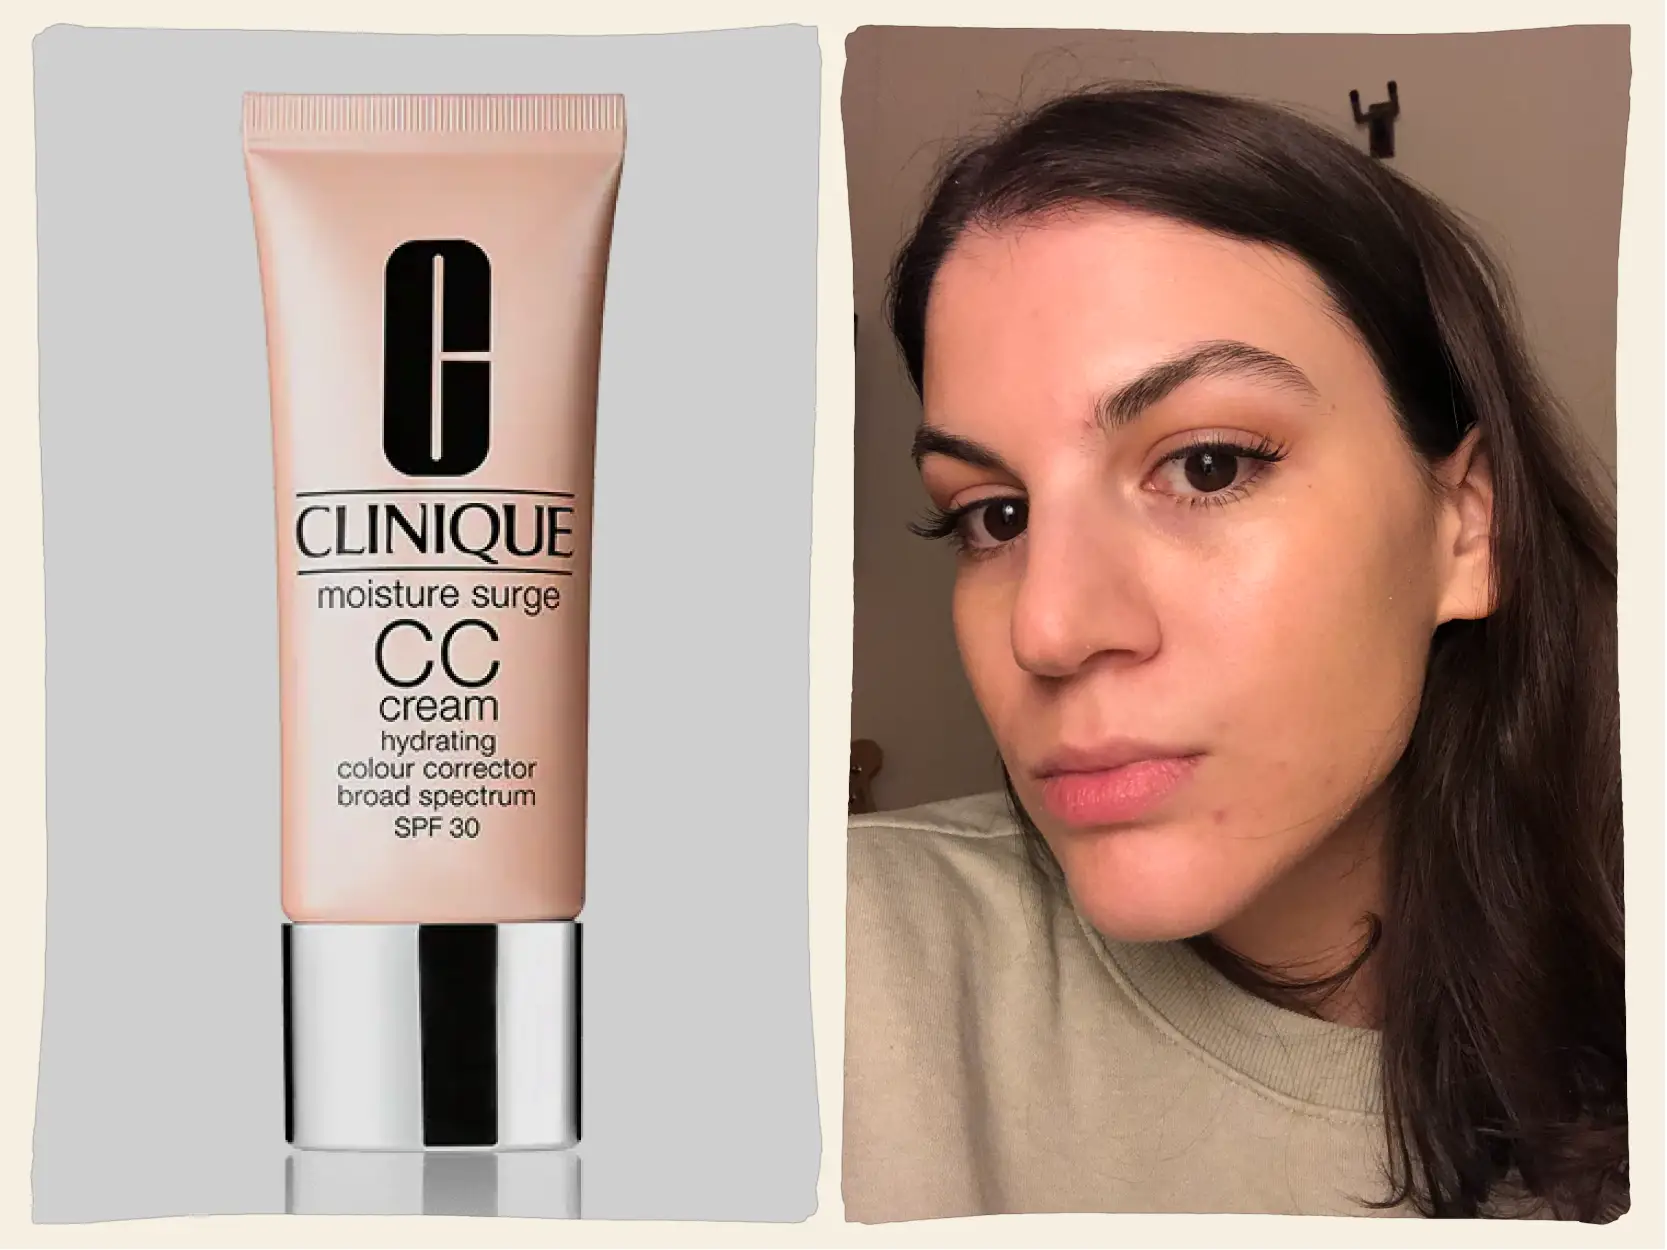 C
CLINIQUE
moisture surge
CC
cream
hydrating
colour corrector
broad spectrum
SPF 30